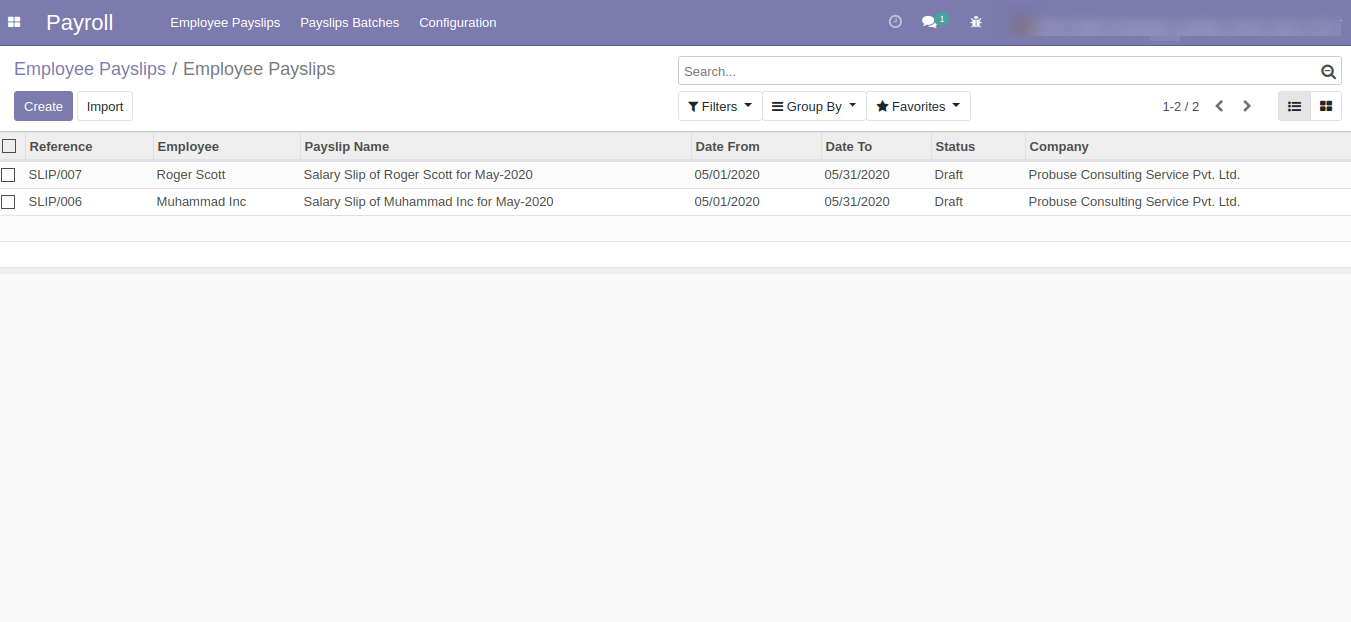 Payroll Employee Payslips Payslips Batches Configuration 1
Employee Payslips / Employee Payslips Search...
Create Import Filters Group By Favorites 1-2 / 2
Reference Employee Payslip Name Date From Date To Status Company
SLIP/007 Roger Scott Salary Slip of Roger Scott for May-2020 05/01/2020 05/31/2020 Draft Probuse Consulting Service Pvt. Ltd.
SLIP/006 Muhammad Inc Salary Slip of Muhammad Inc for May-2020 05/01/2020 05/31/2020 Draft Probuse Consulting Service Pvt. Ltd.